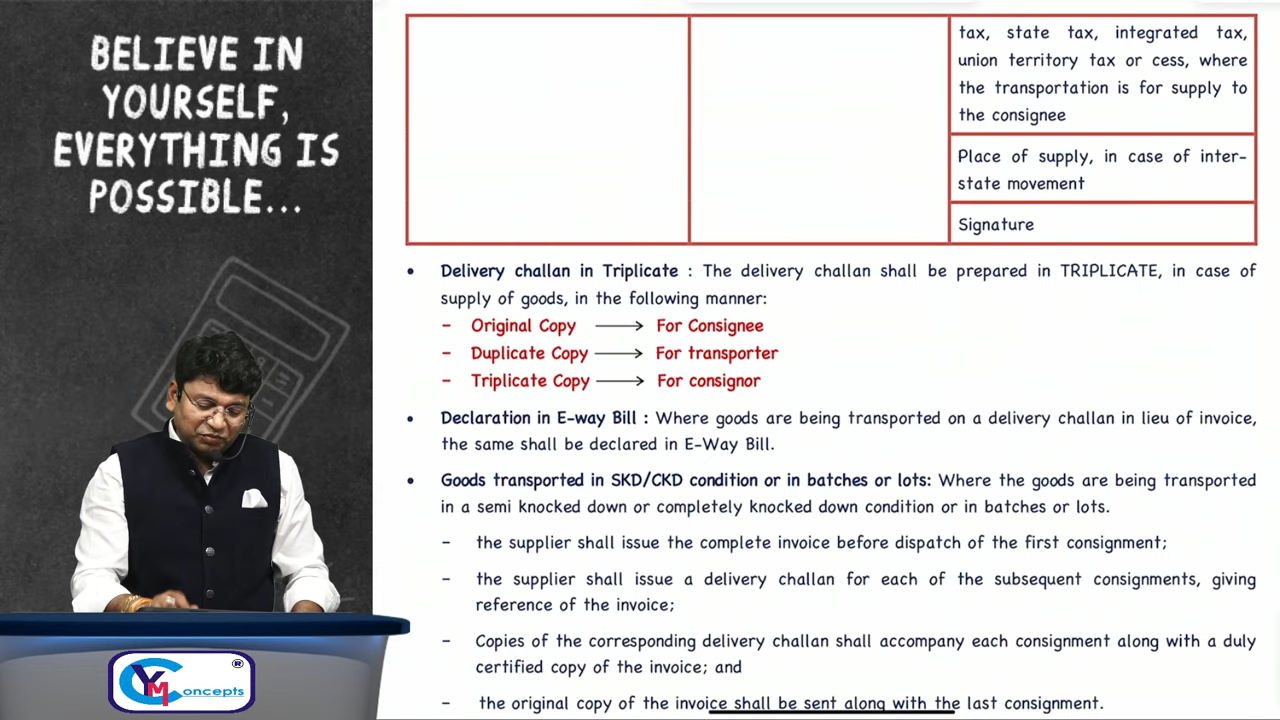 BELIEVE IN
YOURSELF,
EVERYTHING IS
POSSIBLE...
tax, state tax, integrated tax,
union territory tax or cess, where
the transportation is for supply to
the consignee
Place of supply, in case of inter-
state movement
Signature
• Delivery challan in Triplicate : The delivery challan shall be prepared in TRIPLICATE, in case of
supply of goods, in the following manner:
– Original Copy ⟶ For Consignee
– Duplicate Copy ⟶ For transporter
– Triplicate Copy ⟶ For consignor
• Declaration in E-way Bill : Where goods are being transported on a delivery challan in lieu of invoice,
the same shall be declared in E-Way Bill.
• Goods transported in SKD/CKD condition or in batches or lots: Where the goods are being transported
in a semi knocked down or completely knocked down condition or in batches or lots.
– the supplier shall issue the complete invoice before dispatch of the first consignment;
– the supplier shall issue a delivery challan for each of the subsequent consignments, giving
reference of the invoice;
– Copies of the corresponding delivery challan shall accompany each consignment along with a duly
certified copy of the invoice; and
– the original copy of the invoice shall be sent along with the last consignment.
YM Concepts ®